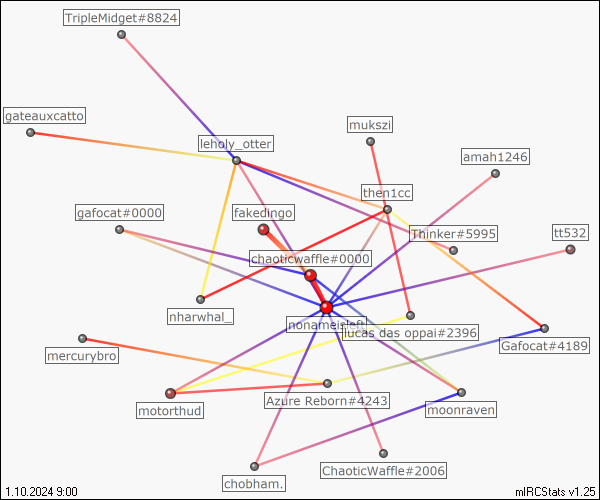 TripleMidget#8824
gateauxcatto
mukszi
leholy_otter
amah1246
then1cc
gafocat#0000
fakedingo
Thinker#5995
tt532
chaoticwaffle#0000
nharwhal_
nonameisleft
lucas das oppai#2396
Gafocat#4189
mercurybro
Azure Reborn#4243
motorthud
moonraven
ChaoticWaffle#2006
chobham.
1.10.2024 9:00
mIRCStats v1.25